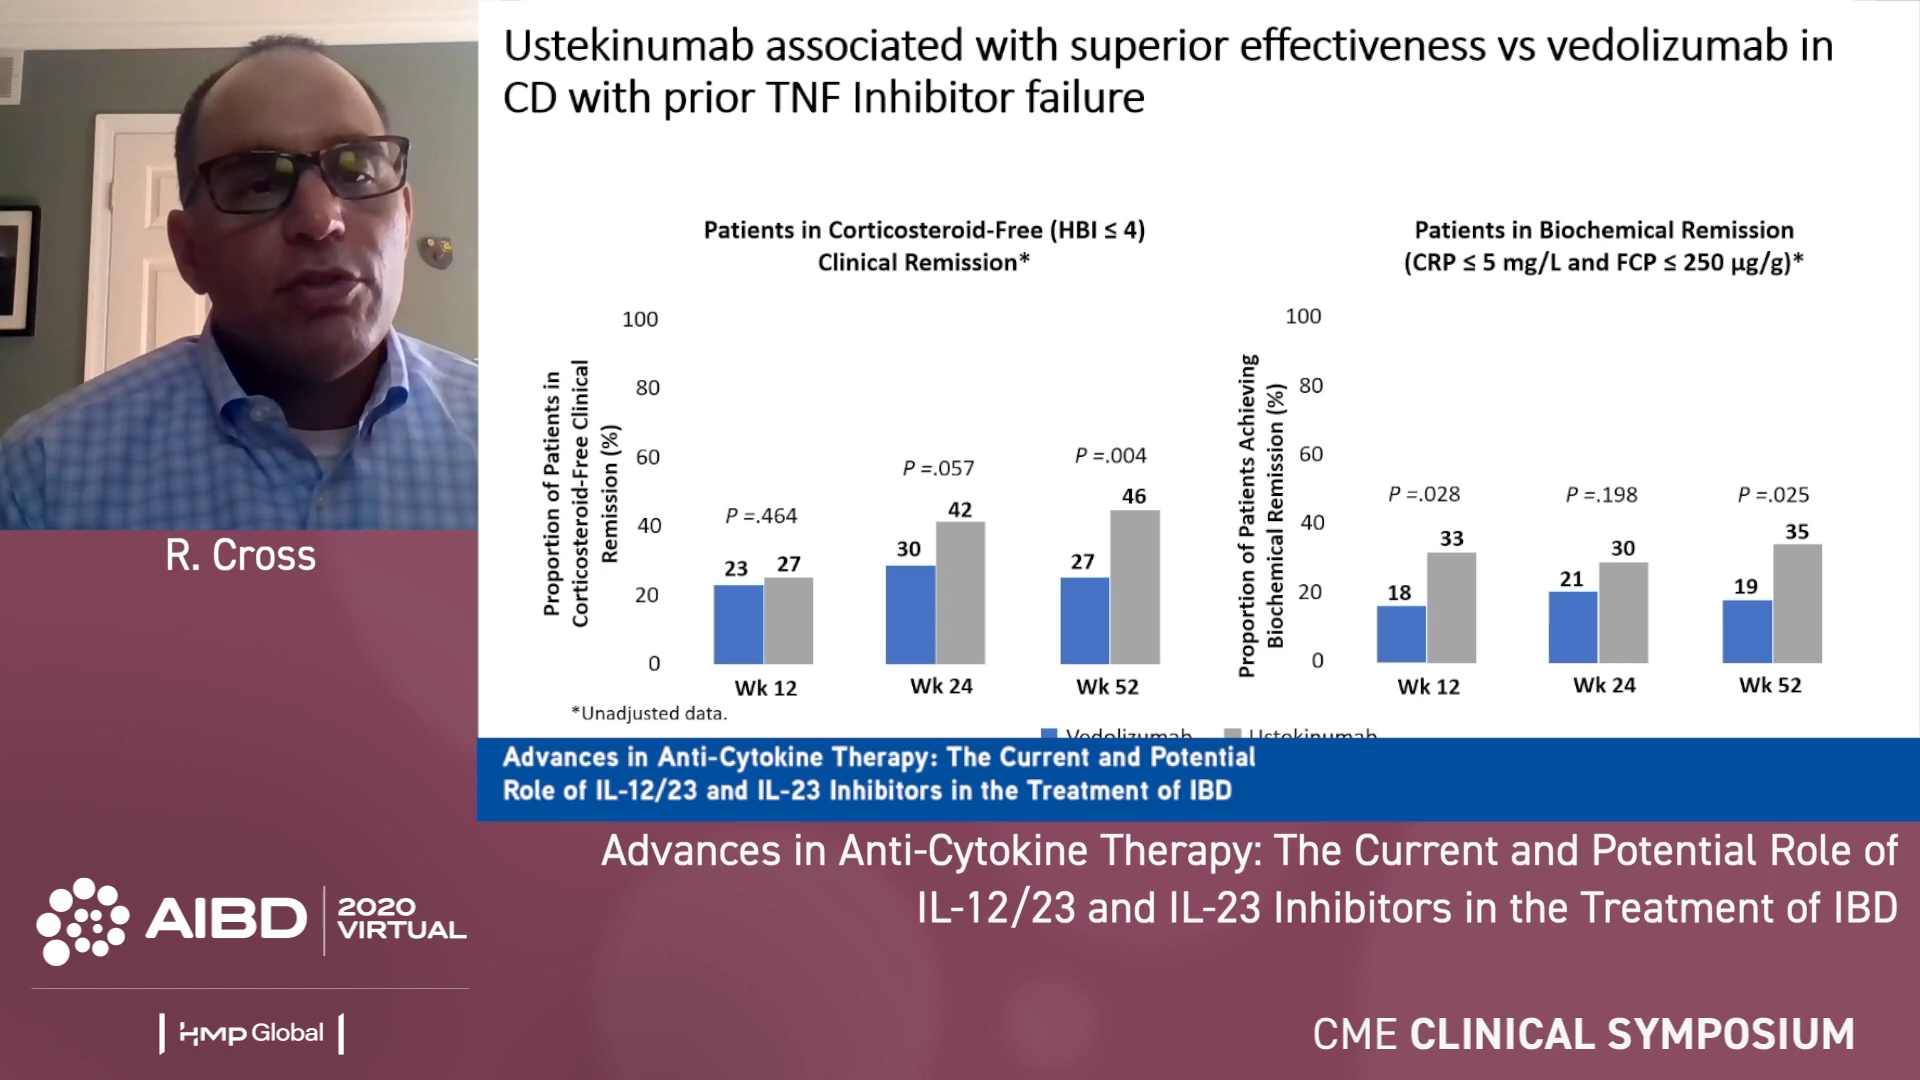 Ustekinumab associated with superior effectiveness vs vedolizumab in
CD with prior TNF Inhibitor failure
Patients in Corticosteroid-Free (HBI ≤ 4)
Clinical Remission*
Proportion of Patients in
Corticosteroid-Free Clinical
Remission (%)
100
80
60
40
20
0
P =.464
P =.057
P =.004
23
27
30
42
27
46
Wk 12
Wk 24
Wk 52
*Unadjusted data.
Patients in Biochemical Remission
(CRP ≤ 5 mg/L and FCP ≤ 250 µg/g)*
Proportion of Patients Achieving
Biochemical Remission (%)
100
80
60
40
20
0
P =.028
P =.198
P =.025
18
33
21
30
19
35
Wk 12
Wk 24
Wk 52
Vedolizumab
Ustekinumab
R. Cross
Advances in Anti-Cytokine Therapy: The Current and Potential
Role of IL-12/23 and IL-23 Inhibitors in the Treatment of IBD
Advances in Anti-Cytokine Therapy: The Current and Potential Role of
IL-12/23 and IL-23 Inhibitors in the Treatment of IBD
AIBD
2020
VIRTUAL
HMP Global
CME CLINICAL SYMPOSIUM